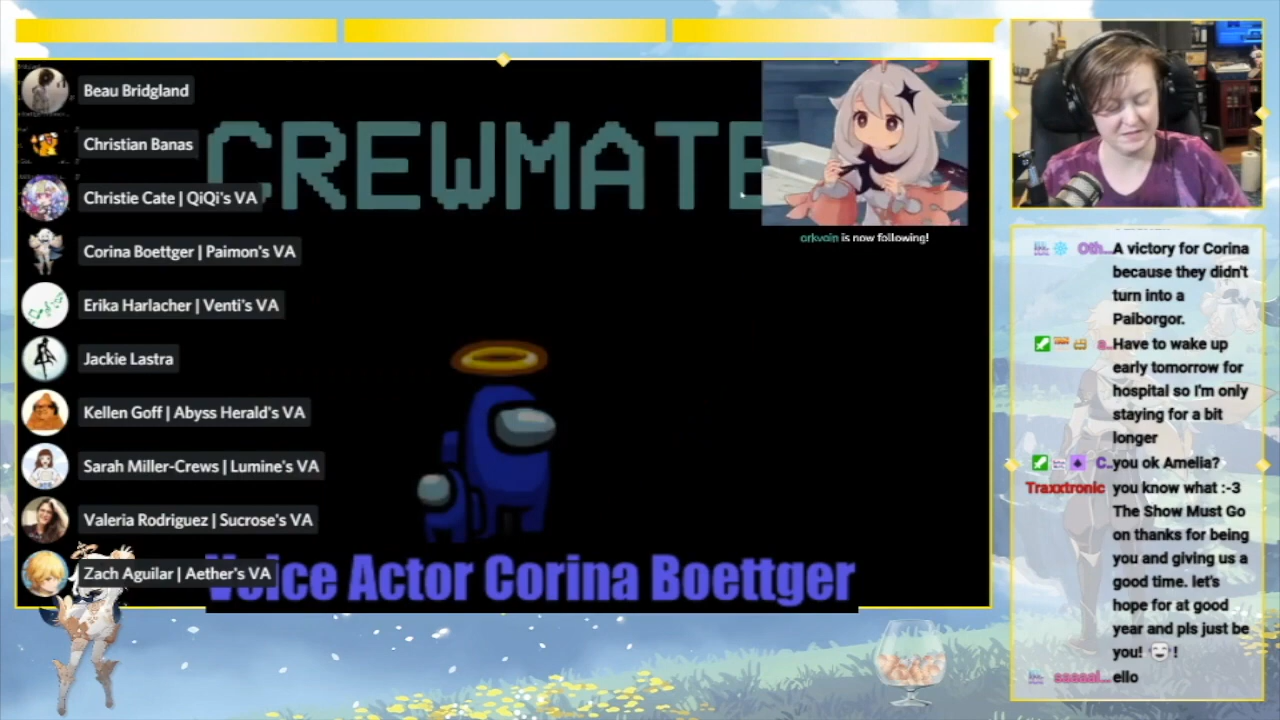 Beau Bridgland
Christian Banas
Christie Cate | QiQi's VA
Corina Boettger | Paimon's VA
Erika Harlacher | Venti's VA
Jackie Lastra
Kellen Goff | Abyss Herald's VA
Sarah Miller-Crews | Lumine's VA
Valeria Rodriguez | Sucrose's VA
Zach Aguilar | Aether's VA
CREWMATE
Voice Actor Corina Boettger
orkvain is now following!
Oth... A victory for Corina
because they didn't
turn into a
Paiborgor.
a.. Have to wake up
early tomorrow for
hospital so I'm only
staying for a bit
longer
C.. you ok Amelia?
Traxxtronic you know what :-3
The Show Must Go
on thanks for being
you and giving us a
good time. let's
hope for at good
year and pls just be
you! !
ello